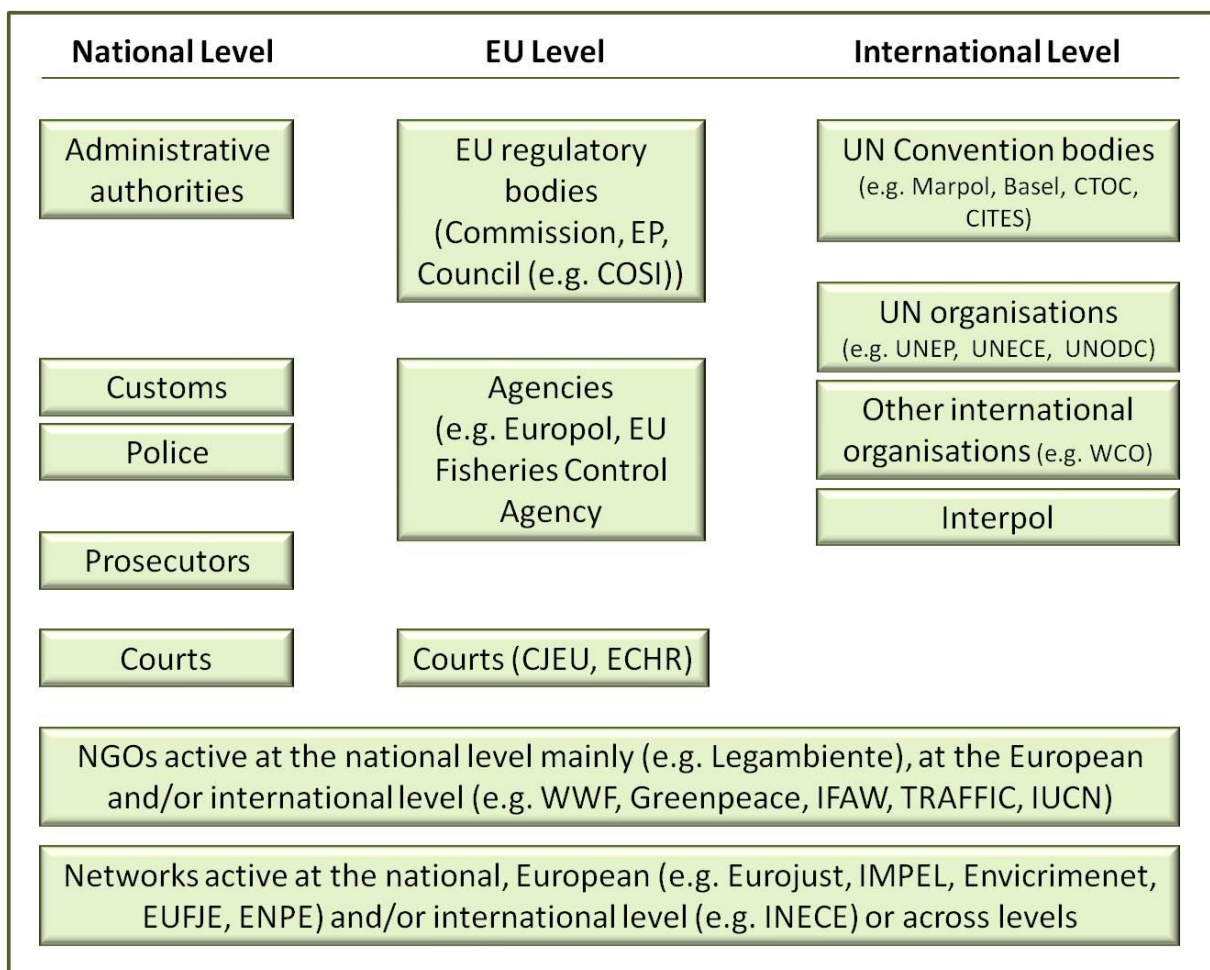 National Level
EU Level
International Level
Administrative
authorities
EU regulatory
bodies
(Commission, EP,
Council (e.g. COSI))
UN Convention bodies
(e.g. Marpol, Basel, CTOC,
CITES)
UN organisations
(e.g. UNEP, UNECE, UNODC)
Customs
Police
Agencies
(e.g. Europol, EU
Fisheries Control
Agency
Other international
organisations (e.g. WCO)
Interpol
Prosecutors
Courts
Courts (CJEU, ECHR)
NGOs active at the national level mainly (e.g. Legambiente), at the European
and/or international level (e.g. WWF, Greenpeace, IFAW, TRAFFIC, IUCN)
Networks active at the national, European (e.g. Eurojust, IMPEL, Envicrimenet,
EUFJE, ENPE) and/or international level (e.g. INECE) or across levels